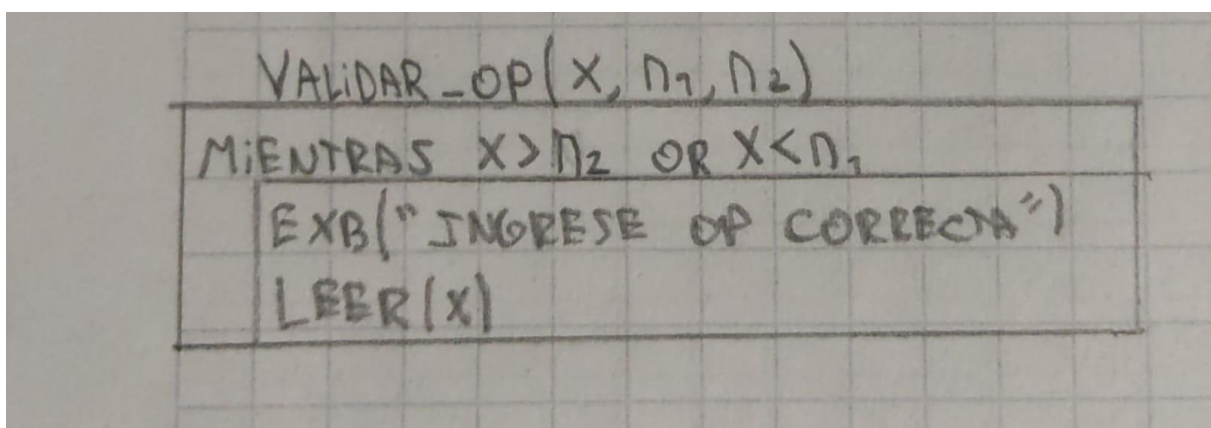 VALiDAR_OP(X, n1, n2)
MiENTRAS X>n2 OR X<n1
EXB("INGRESE OP CORRECTA")
LEER(X)